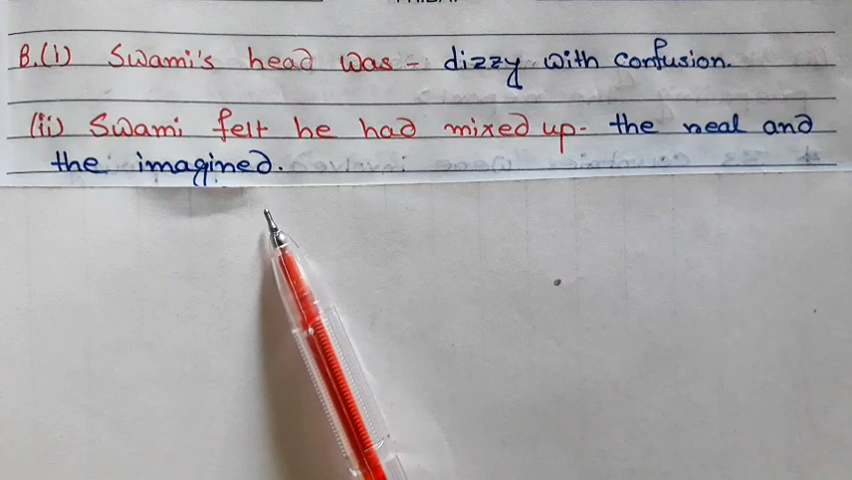 B.(i) Swami's head was - dizzy with confusion.
(ii) Swami felt he had mixed up - the real and
the imagined.